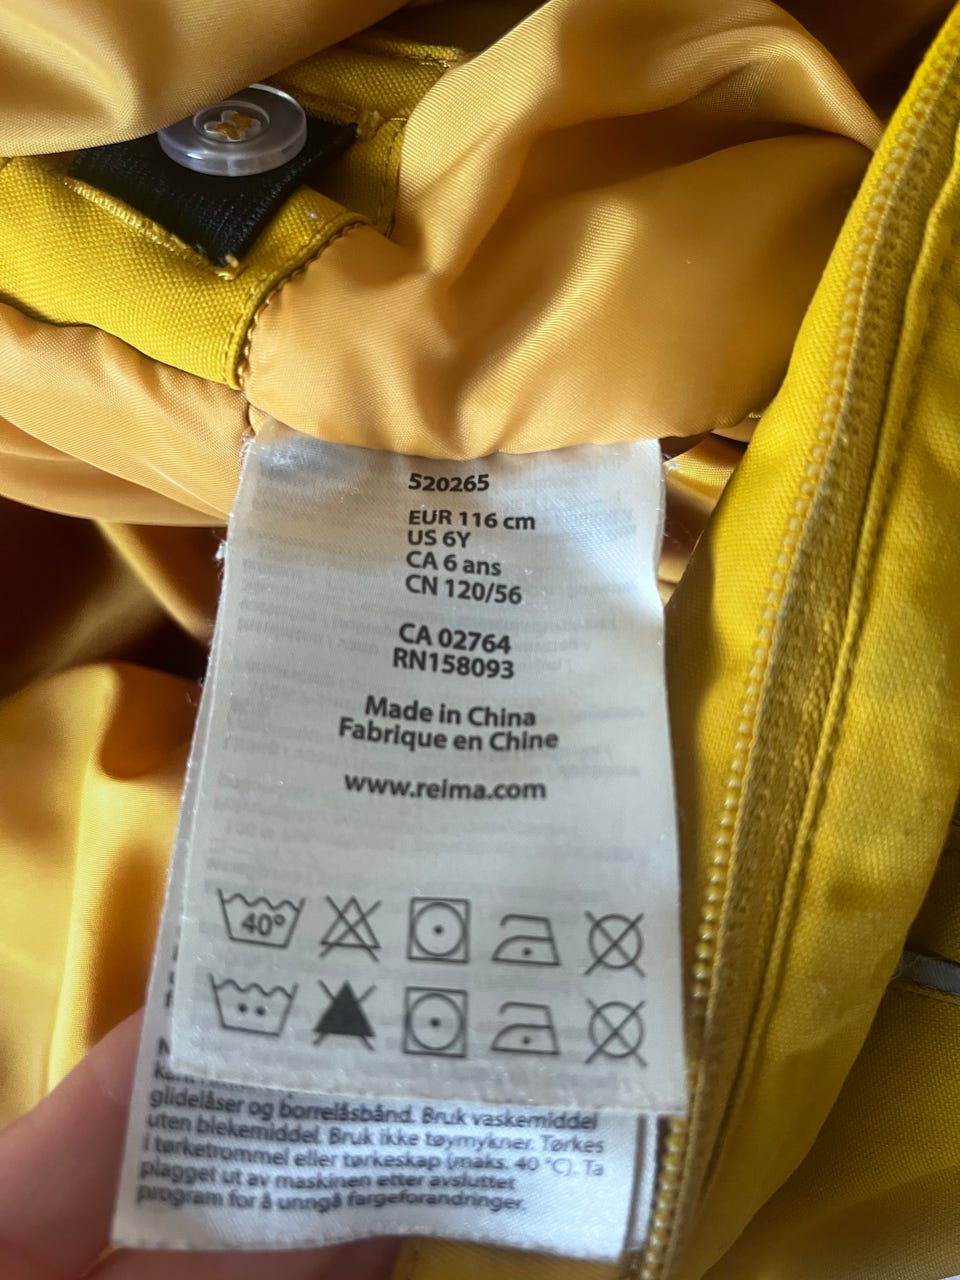 520265
EUR 116 cm
US 6Y
CA 6 ans
CN 120/56
CA 02764
RN158093
Made in China
Fabrique en Chine
www.reima.com
40°
glidelåser og borrelåsbånd. Bruk vaskemiddel
uten blekemiddel. Bruk ikke tøymykner. Tørkes
i tørketrommel eller tørkeskap (maks. 40 °C). Ta
plagget ut av maskinen etter avsluttet
program for å unngå fargeforandringer.